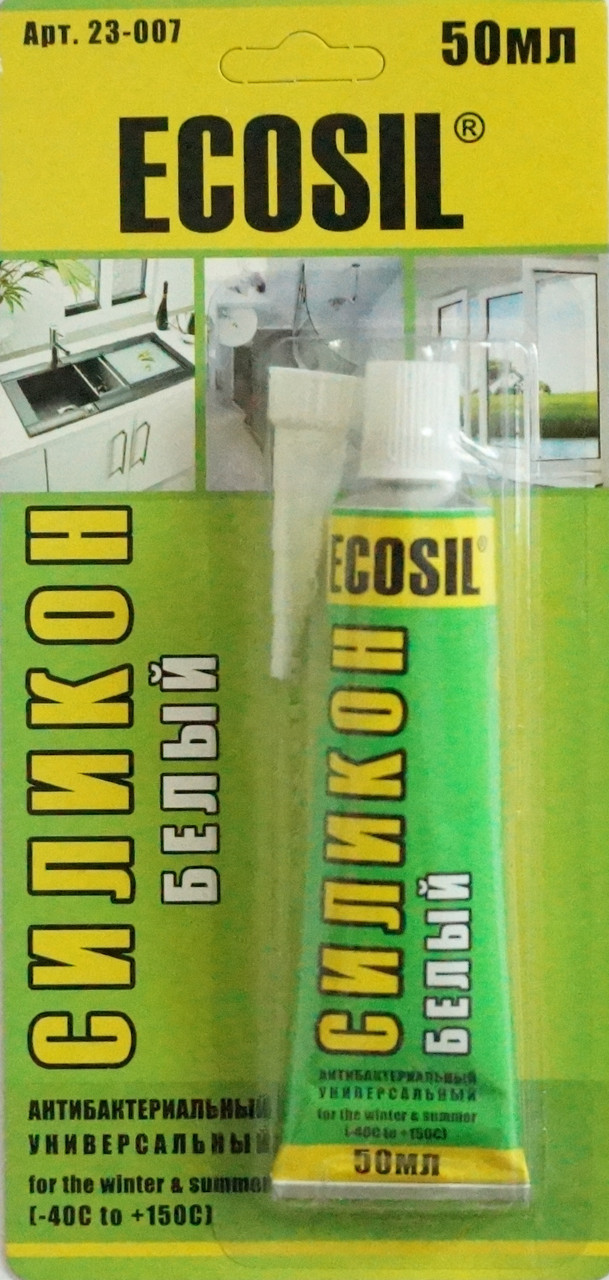 Арт. 23-007
50мл
ECOSIL®
СИЛИКОН
БЕЛЫЙ
АНТИБАКТЕРИАЛЬНЫЙ
УНИВЕРСАЛЬНЫЙ
for the winter & summer
(-40C to +150C)
ECOSIL®
СИЛИКОН
БЕЛЫЙ
АНТИБАКТЕРИАЛЬНЫЙ
УНИВЕРСАЛЬНЫЙ
for the winter & summer
(-40C to +150C)
50мл